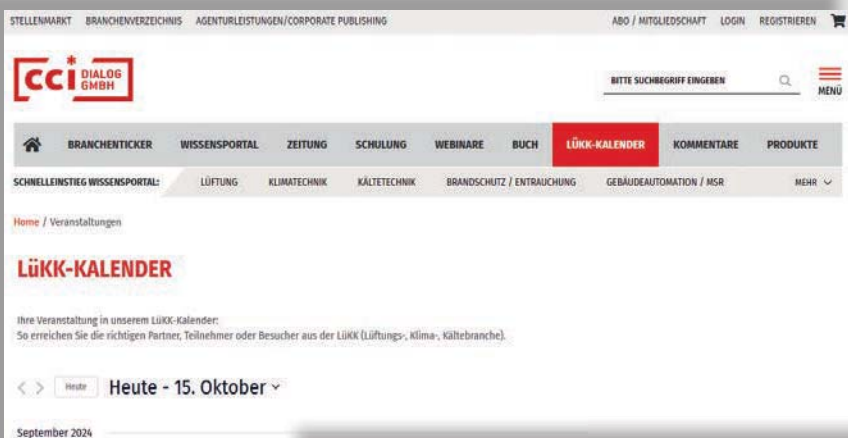 STELLENMARKT BRANCHENVERZEICHNIS AGENTURLEISTUNGEN/CORPORATE PUBLISHING ABO / MITGLIEDSCHAFT LOGIN REGISTRIEREN
cci DIALOG GMBH
BITTE SUCHBEGRIFF EINGEBEN
MENÜ
BRANCHENTICKER WISSENSPORTAL ZEITUNG SCHULUNG WEBINARE BUCH LÜKK-KALENDER KOMMENTARE PRODUKTE
SCHNELLEINSTIEG WISSENSPORTAL: LÜFTUNG KLIMATECHNIK KÄLTETECHNIK BRANDSCHUTZ / ENTRAUCHUNG GEBÄUDEAUTOMATION / MSR MEHR
Home / Veranstaltungen
LüKK-KALENDER
Ihre Veranstaltung in unserem LüKK-Kalender:
So erreichen Sie die richtigen Partner, Teilnehmer oder Besucher aus der LüKK (Lüftungs-, Klima-, Kältebranche).
Heute Heute - 15. Oktober
September 2024